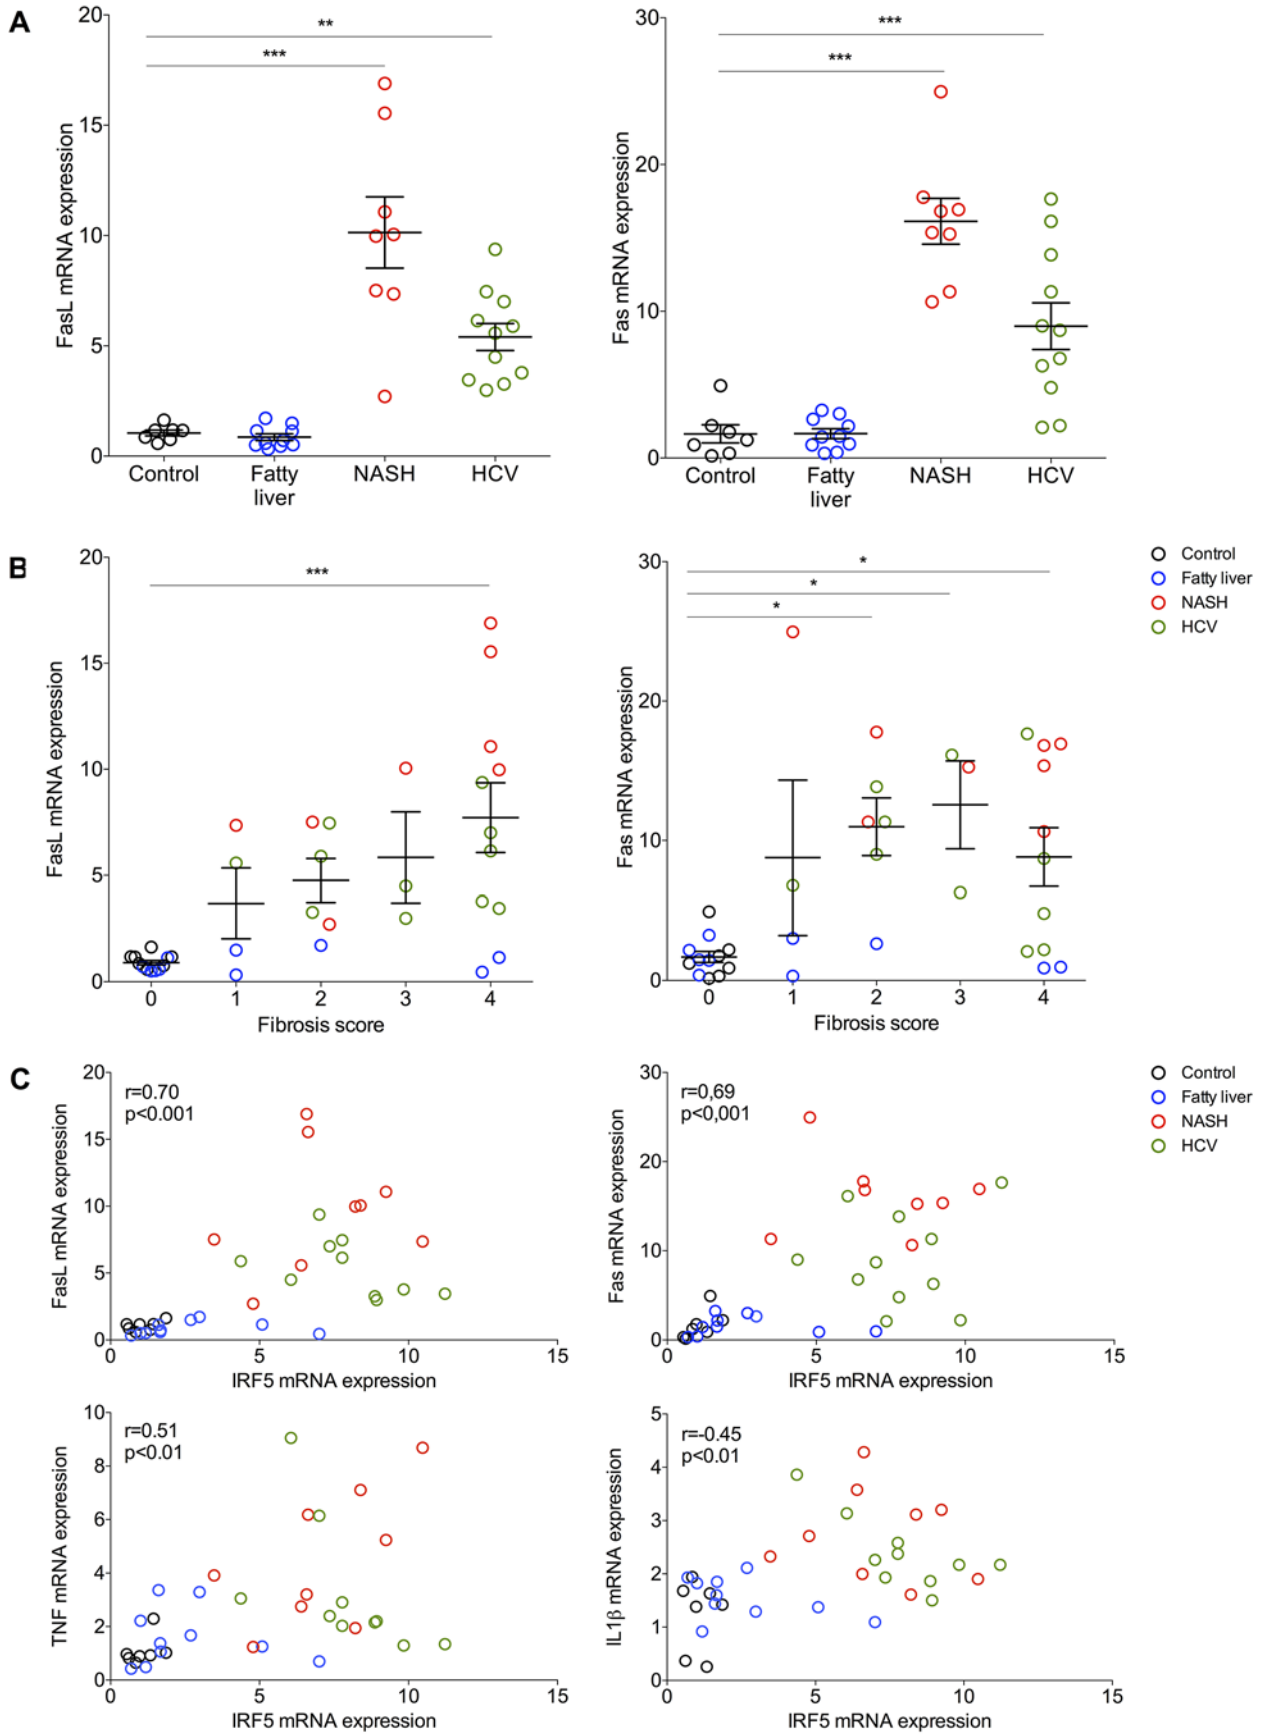 A
FasL mRNA expression
20
15
10
5
0
**
***
Control
Fatty
liver
NASH
HCV
Fas mRNA expression
30
20
10
0
***
***
Control
Fatty
liver
NASH
HCV
B
FasL mRNA expression
20
15
10
5
0
***
0 1 2 3 4
Fibrosis score
Fas mRNA expression
30
20
10
0
*
*
*
0 1 2 3 4
Fibrosis score
Control
Fatty liver
NASH
HCV
C
FasL mRNA expression
20
15
10
5
0
r=0.70
p<0.001
0 5 10 15
IRF5 mRNA expression
Fas mRNA expression
30
20
10
0
r=0,69
p<0,001
0 5 10 15
IRF5 mRNA expression
Control
Fatty liver
NASH
HCV
TNF mRNA expression
10
8
6
4
2
0
r=0.51
p<0.01
0 5 10 15
IRF5 mRNA expression
IL1β mRNA expression
5
4
3
2
1
0
r=-0.45
p<0.01
0 5 10 15
IRF5 mRNA expression